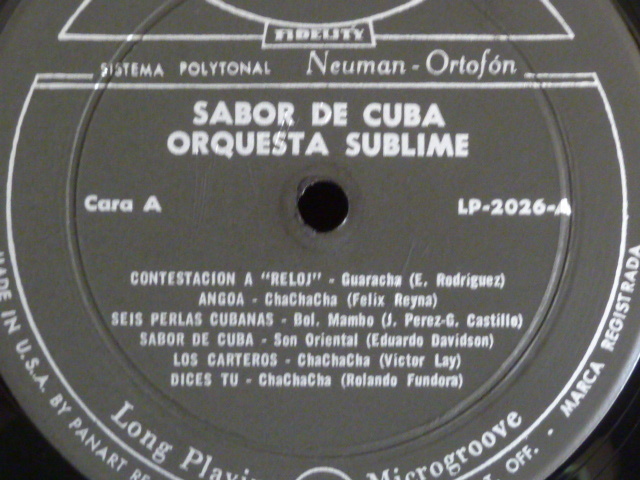 FIDELITY
SISTEMA POLYTONAL Neuman - Ortofón
SABOR DE CUBA
ORQUESTA SUBLIME
Cara A LP-2026-A
CONTESTACION A "RELOJ" - Guaracha (E. Rodríguez)
ANGOA - ChaChaCha (Felix Reyna)
SEIS PERLAS CUBANAS - Bol. Mambo (J. Perez-G. Castillo)
SABOR DE CUBA - Son Oriental (Eduardo Davidson)
LOS CARTEROS - ChaChaCha (Victor Lay)
DICES TU - ChaChaCha (Rolando Fundora)
Long Microgroove
MADE IN U.S.A. BY PANART
OFF. - MARCA REGISTRADA